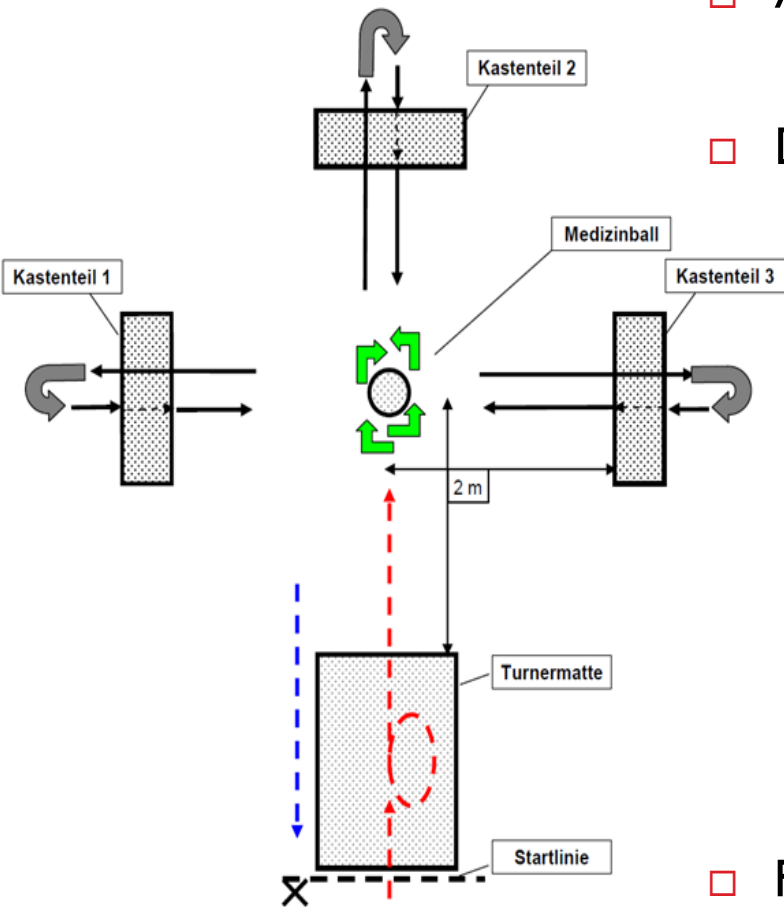 Kastenteil 2
Medizinball
Kastenteil 1
Kastenteil 3
2 m
Turnermatte
Startlinie
X